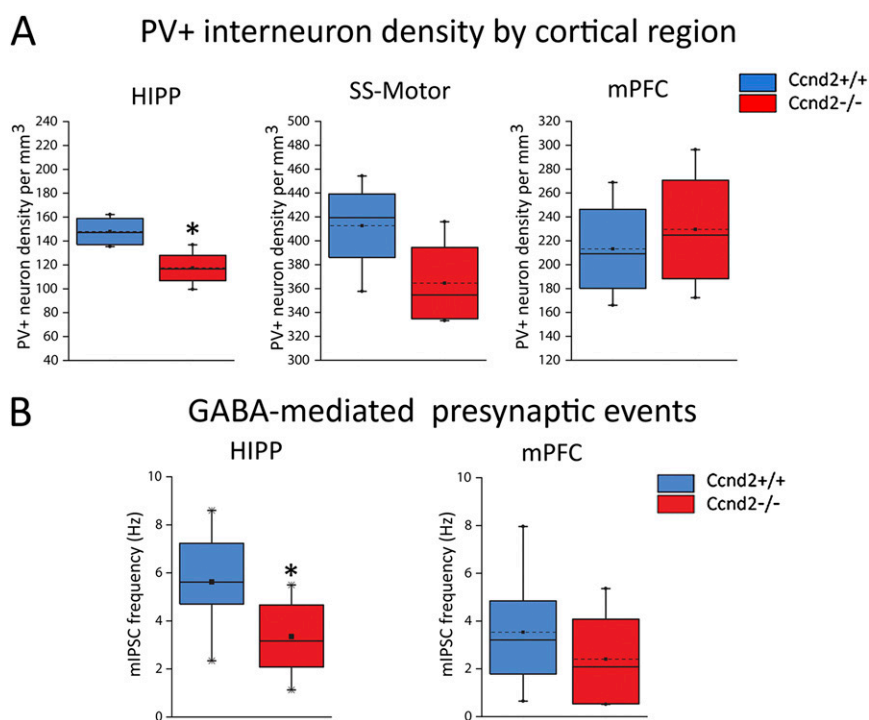 A PV+ interneuron density by cortical region
Ccnd2+/+
Ccnd2-/-
HIPP
PV+ neuron density per mm3
240
220
200
180
160
140
120
100
80
60
40
*
SS-Motor
PV+ neuron density per mm3
500
480
460
440
420
400
380
360
340
320
300
mPFC
PV+ neuron density per mm3
320
300
280
260
240
220
200
180
160
140
120
B GABA-mediated presynaptic events
HIPP
mIPSC frequency (Hz)
10
8
6
4
2
0
*
mPFC
mIPSC frequency (Hz)
10
8
6
4
2
0
Ccnd2+/+
Ccnd2-/-